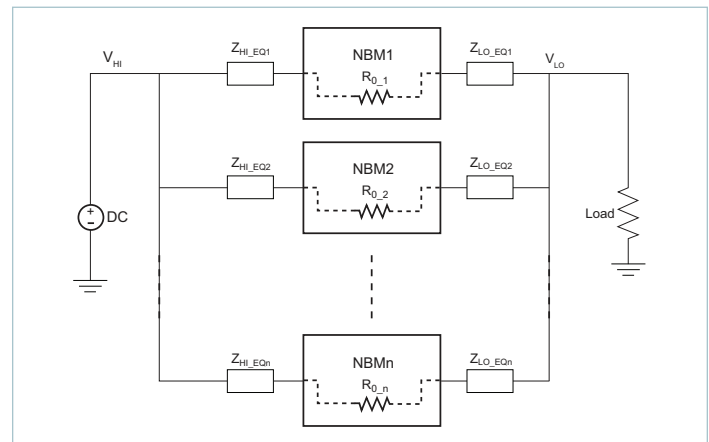 V_HI
Z_HI_EQ1
NBM1
R_0_1
Z_LO_EQ1
V_LO
Z_HI_EQ2
NBM2
R_0_2
Z_LO_EQ2
+
−
DC
Load
Z_HI_EQn
NBMn
R_0_n
Z_LO_EQn